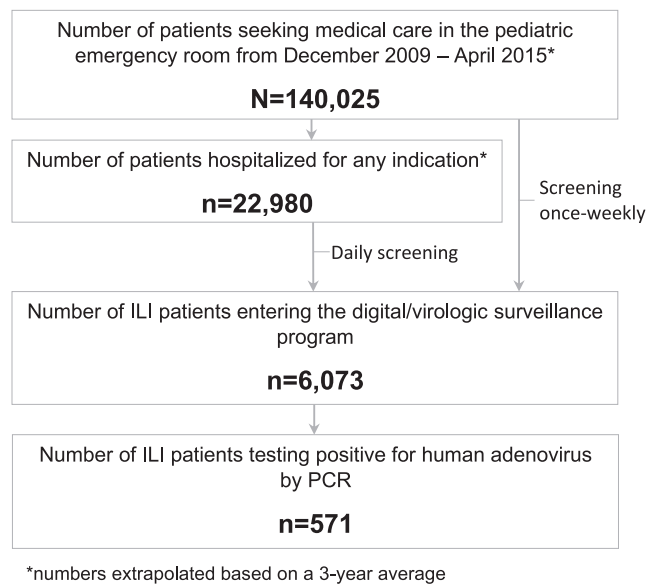 Number of patients seeking medical care in the pediatric
emergency room from December 2009 – April 2015*
N=140,025
Number of patients hospitalized for any indication*
n=22,980
Screening
once-weekly
Daily screening
Number of ILI patients entering the digital/virologic surveillance
program
n=6,073
Number of ILI patients testing positive for human adenovirus
by PCR
n=571
*numbers extrapolated based on a 3-year average